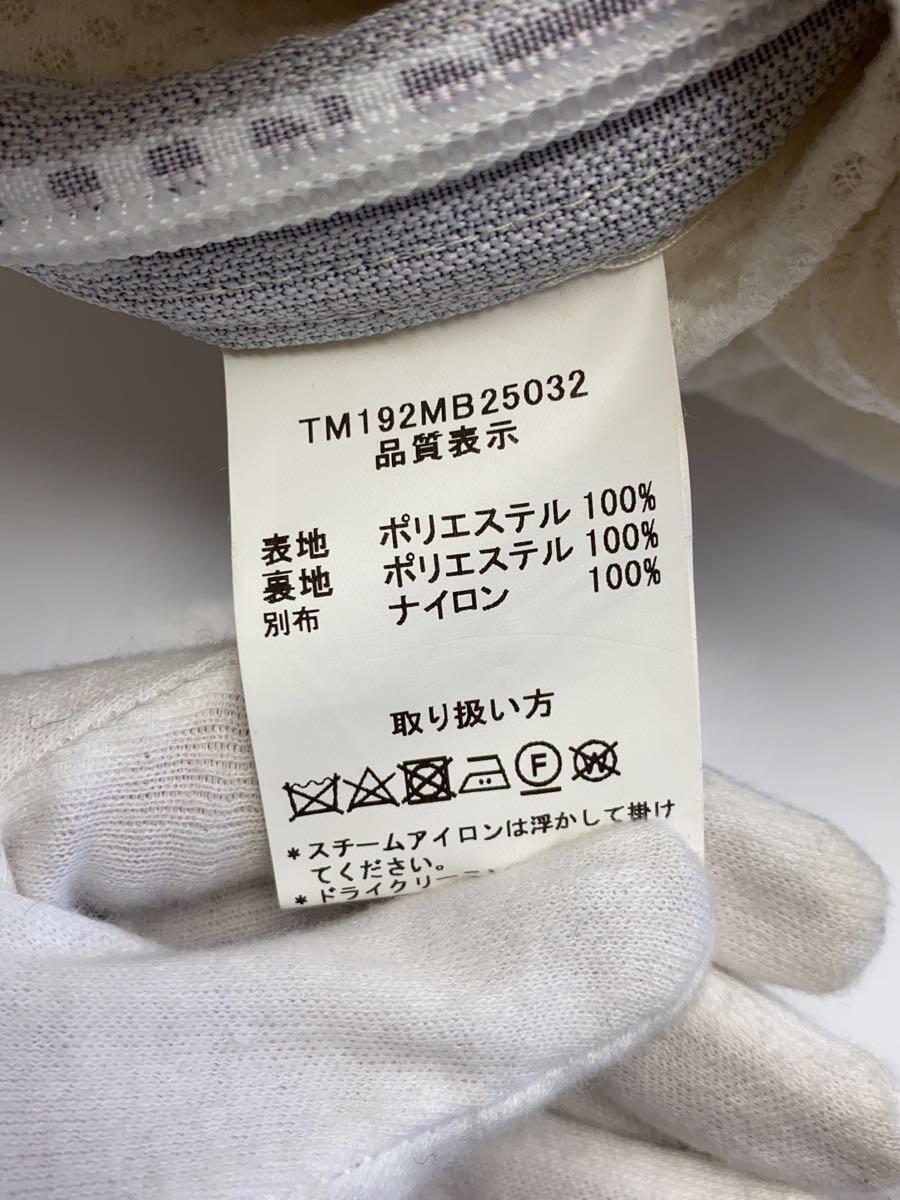 TM192MB25032
品質表示
表地 ポリエステル 100%
裏地 ポリエステル 100%
別布 ナイロン 100%
取り扱い方
F W
*スチームアイロンは浮かして掛け
てください。
*ドライクリーニン